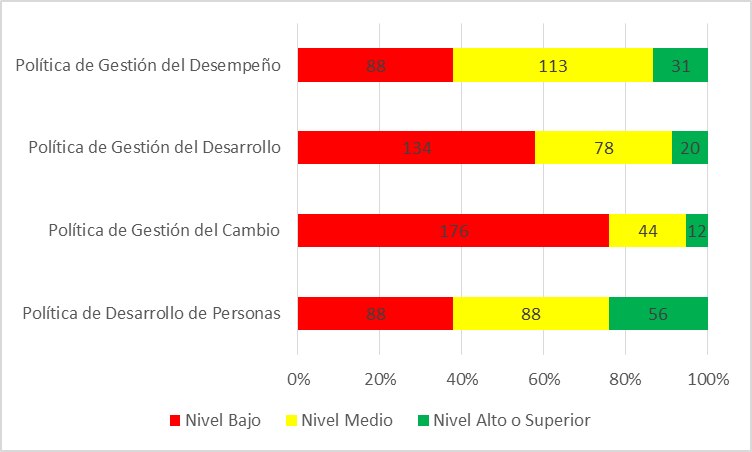 Política de Gestión del Desempeño
88 113 31
Política de Gestión del Desarrollo
134 78 20
Política de Gestión del Cambio
176 44 12
Política de Desarrollo de Personas
88 88 56
0% 20% 40% 60% 80% 100%
Nivel Bajo Nivel Medio Nivel Alto o Superior